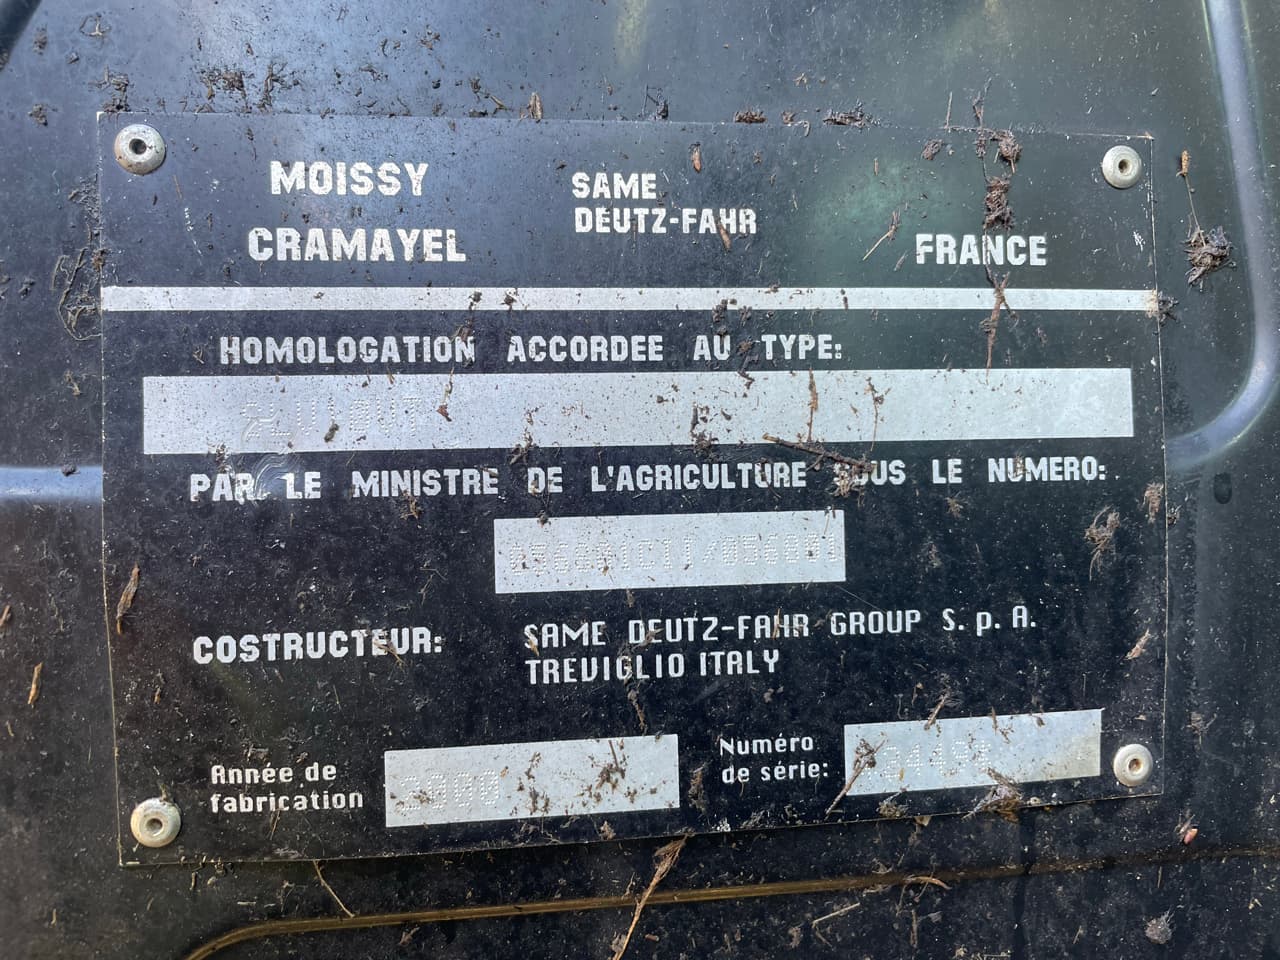 MOISSY
CRAMAYEL
SAME
DEUTZ-FAHR
FRANCE
HOMOLOGATION ACCORDEE AU TYPE:
PAR LE MINISTRE DE L'AGRICULTURE SOUS LE NUMERO:
COSTRUCTEUR: SAME DEUTZ-FAHR GROUP S.p.A.
TREVIGLIO ITALY
Année de
fabrication
2000
Numéro
de série: